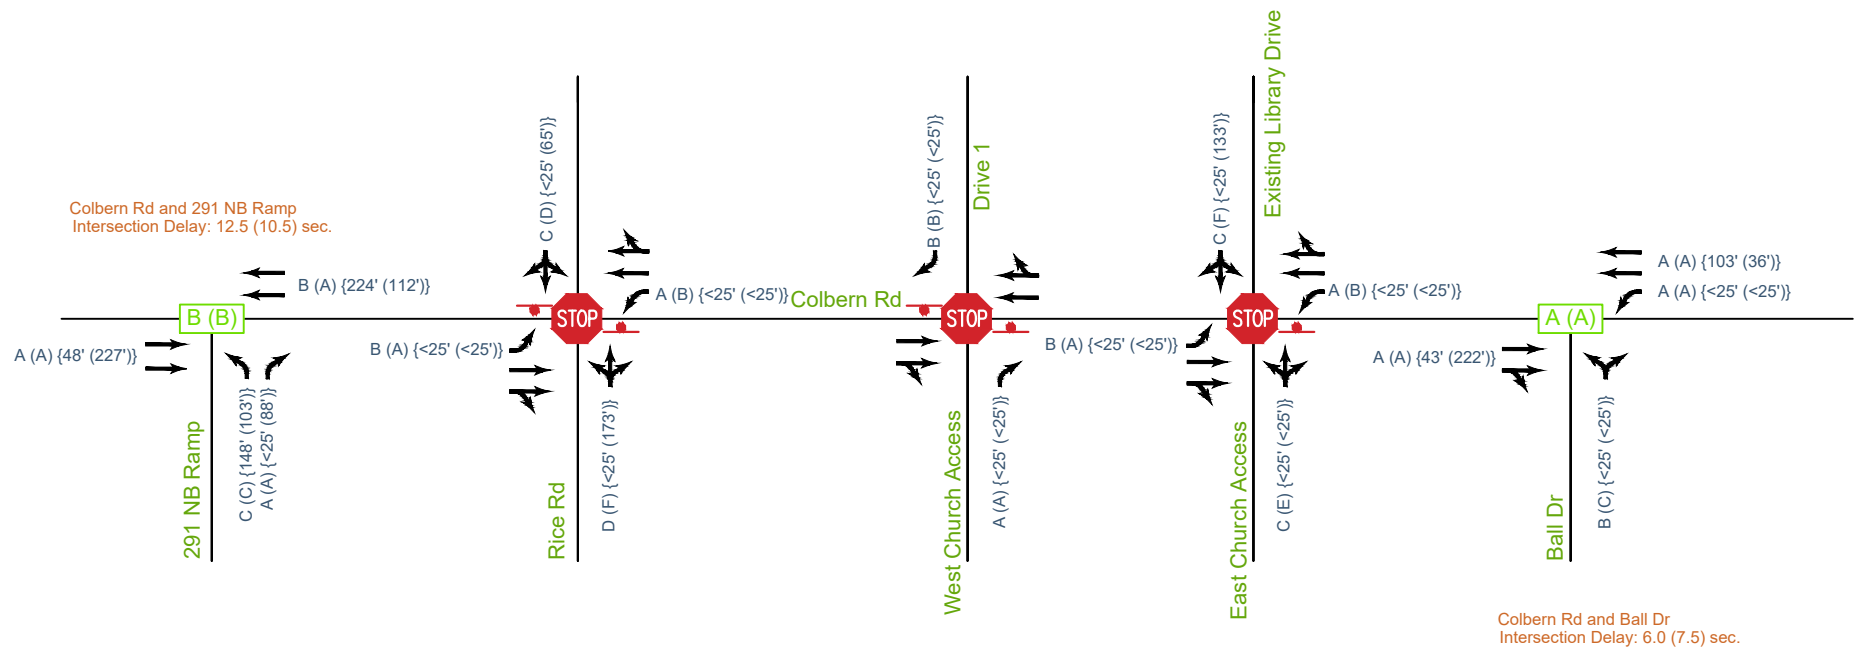 Existing Library Drive
C (D) {<25' (65')}
B (B) {<25' (<25')}
Drive 1
C (F) {<25' (133')}
Colbern Rd and 291 NB Ramp
Intersection Delay: 12.5 (10.5) sec.
B (A) {224' (112')}
A (B) {<25' (<25')}
Colbern Rd
A (B) {<25' (<25')}
A (A) {103' (36')}
A (A) {<25' (<25')}
B (B)
STOP
STOP
STOP
A (A)
A (A) {48' (227')}
B (A) {<25' (<25')}
B (A) {<25' (<25')}
A (A) {43' (222')}
291 NB Ramp
C (C) {148' (103')}
A (A) {<25' (88')}
Rice Rd
D (F) {<25' (173')}
West Church Access
A (A) {<25' (<25')}
East Church Access
C (E) {<25' (<25')}
Ball Dr
B (C) {<25' (<25')}
Colbern Rd and Ball Dr
Intersection Delay: 6.0 (7.5) sec.